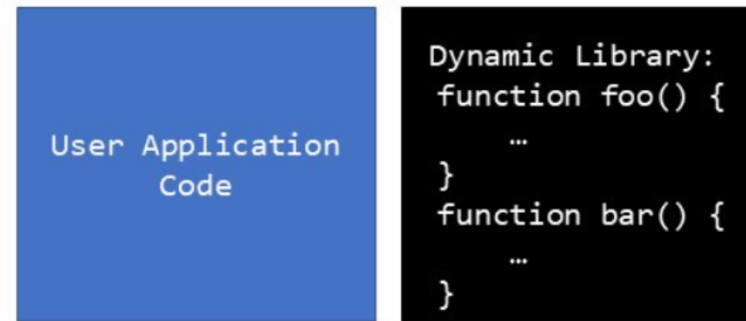 User Application
Code
Dynamic Library:
function foo() {
…
}
function bar() {
…
}